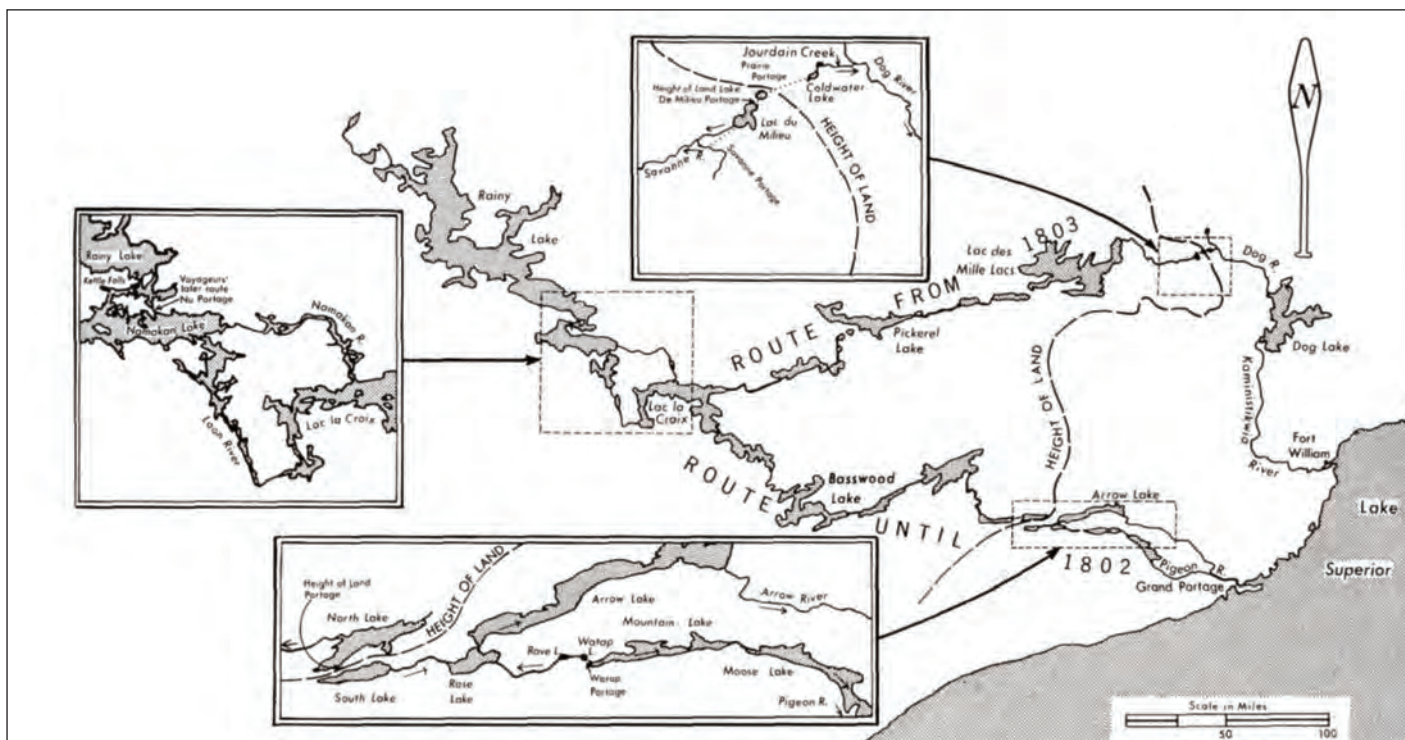 Jourdain Creek
Prairie
Portage
Dog River
Height of Land Lake
De Milieu Portage
Coldwater
Lake
Lac du
Milieu
Savanne R.
Savanne Portage
HEIGHT OF LAND
N
Rainy
Lake
Rainy Lake
Kettle Falls
Voyageurs'
later route
Nu Portage
Namakan Lake
Namakan R.
Lac la Croix
Loon River
1803
Lac des
Mille Lacs
FROM
ROUTE
Pickerel
Lake
Dog R.
Dog Lake
HEIGHT OF LAND
Kaministikwia
River
Fort
William
Lac la
Croix
ROUTE
UNTIL
1802
Basswood
Lake
Arrow Lake
Pigeon R.
Grand Portage
Lake
Superior
Height of Land
Portage
HEIGHT OF LAND
North Lake
Arrow Lake
Arrow River
Mountain Lake
Rove L.
Watap
L.
Watap
Portage
South Lake
Rose
Lake
Moose Lake
Pigeon R.
Scale in Miles
50
100